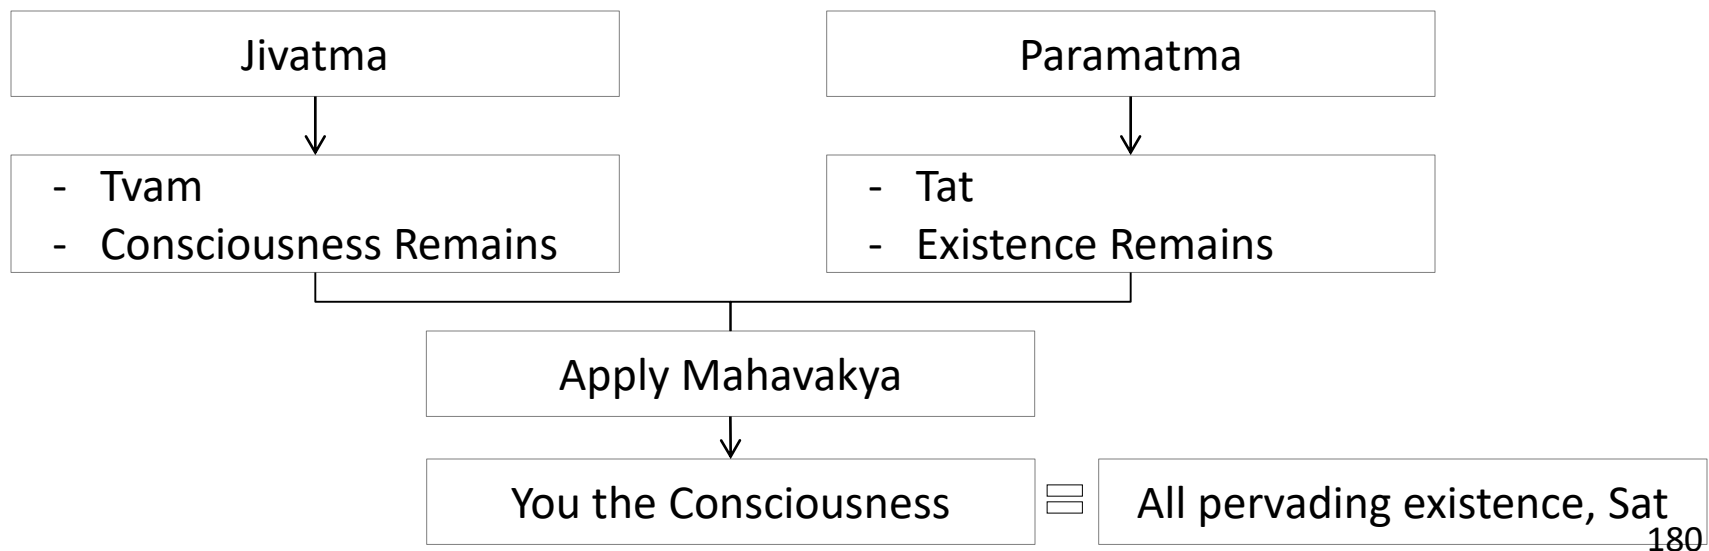 Jivatma
Paramatma
- Tvam
- Consciousness Remains
- Tat
- Existence Remains
Apply Mahavakya
You the Consciousness = All pervading existence, Sat
180